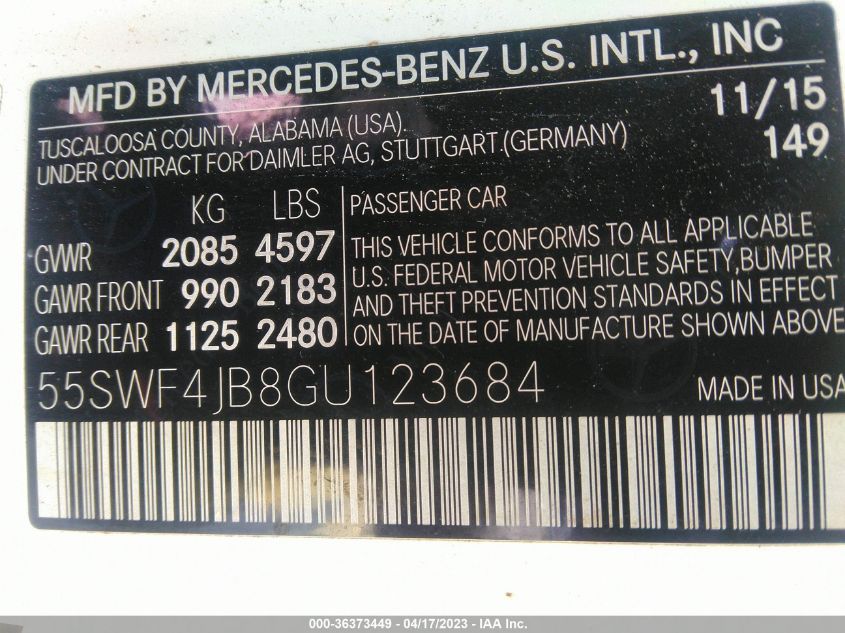 MFD BY MERCEDES-BENZ U.S. INTL., INC
TUSCALOOSA COUNTY, ALABAMA (USA).
11/15
UNDER CONTRACT FOR DAIMLER AG, STUTTGART (GERMANY)
149
KG LBS
GVWR 2085 4597
GAWR FRONT 990 2183
GAWR REAR 1125 2480
PASSENGER CAR
THIS VEHICLE CONFORMS TO ALL APPLICABLE
U.S. FEDERAL MOTOR VEHICLE SAFETY, BUMPER
AND THEFT PREVENTION STANDARDS IN EFFECT
ON THE DATE OF MANUFACTURE SHOWN ABOVE
55SWF4JB8GU123684
MADE IN USA
000-36373449 - 04/17/2023 - IAA Inc.